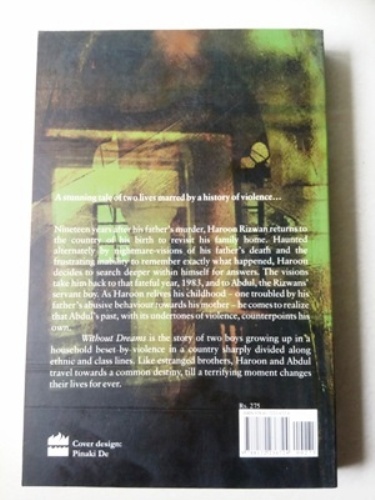 A stunning tale of two lives marred by a history of violence...
Nineteen years after his father's murder, Haroon Rizwan returns to
the country of his birth to revisit his family home. Haunted
alternately by nightmare-visions of his father's death and the
frustrating inability to remember exactly what happened, Haroon
decides to search deeper within himself for answers. The visions
take him back to that fateful year, 1983, and to Abdul, the Rizwans'
servant boy. As Haroon relives his childhood – one troubled by his
father's abusive behaviour towards his mother – he comes to realize
that Abdul's past, with its undertones of violence, counterpoints his
own.
Without Dreams is the story of two boys growing up in a
household beset by violence in a country sharply divided along
ethnic and class lines. Like estranged brothers, Haroon and Abdul
travel towards a common destiny, till a terrifying moment changes
their lives for ever.
Rs. 275
Cover design:
Pinaki De